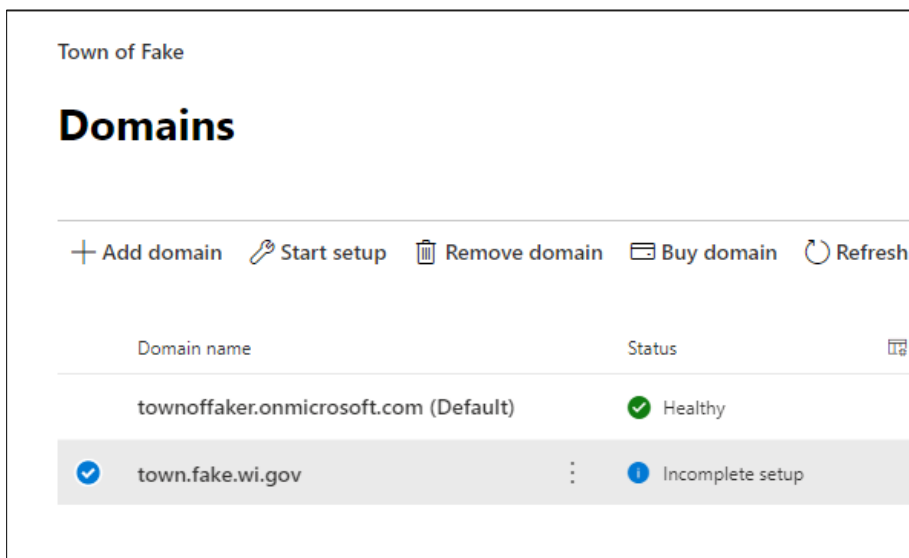 Town of Fake
Domains
Add domain Start setup Remove domain Buy domain Refresh
Domain name Status
townoffaker.onmicrosoft.com (Default) Healthy
town.fake.wi.gov Incomplete setup